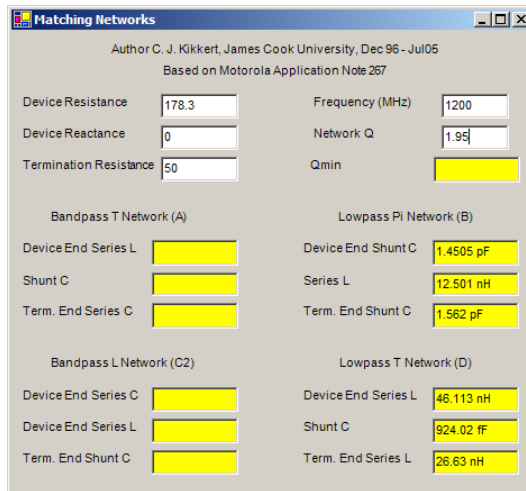 Matching Networks
Author C. J. Kikkert, James Cook University, Dec 96 - Jul05
Based on Motorola Application Note 267
Device Resistance 178.3 Frequency (MHz) 1200
Device Reactance 0 Network Q 1.95
Termination Resistance 50 Qmin
Bandpass T Network (A) Lowpass Pi Network (B)
Device End Series L Device End Shunt C 1.4505 pF
Shunt C Series L 12.501 nH
Term. End Series C Term. End Shunt C 1.562 pF
Bandpass L Network (C2) Lowpass T Network (D)
Device End Series C Device End Series L 46.113 nH
Device End Series L Shunt C 924.02 fF
Term. End Shunt C Term. End Series L 26.63 nH